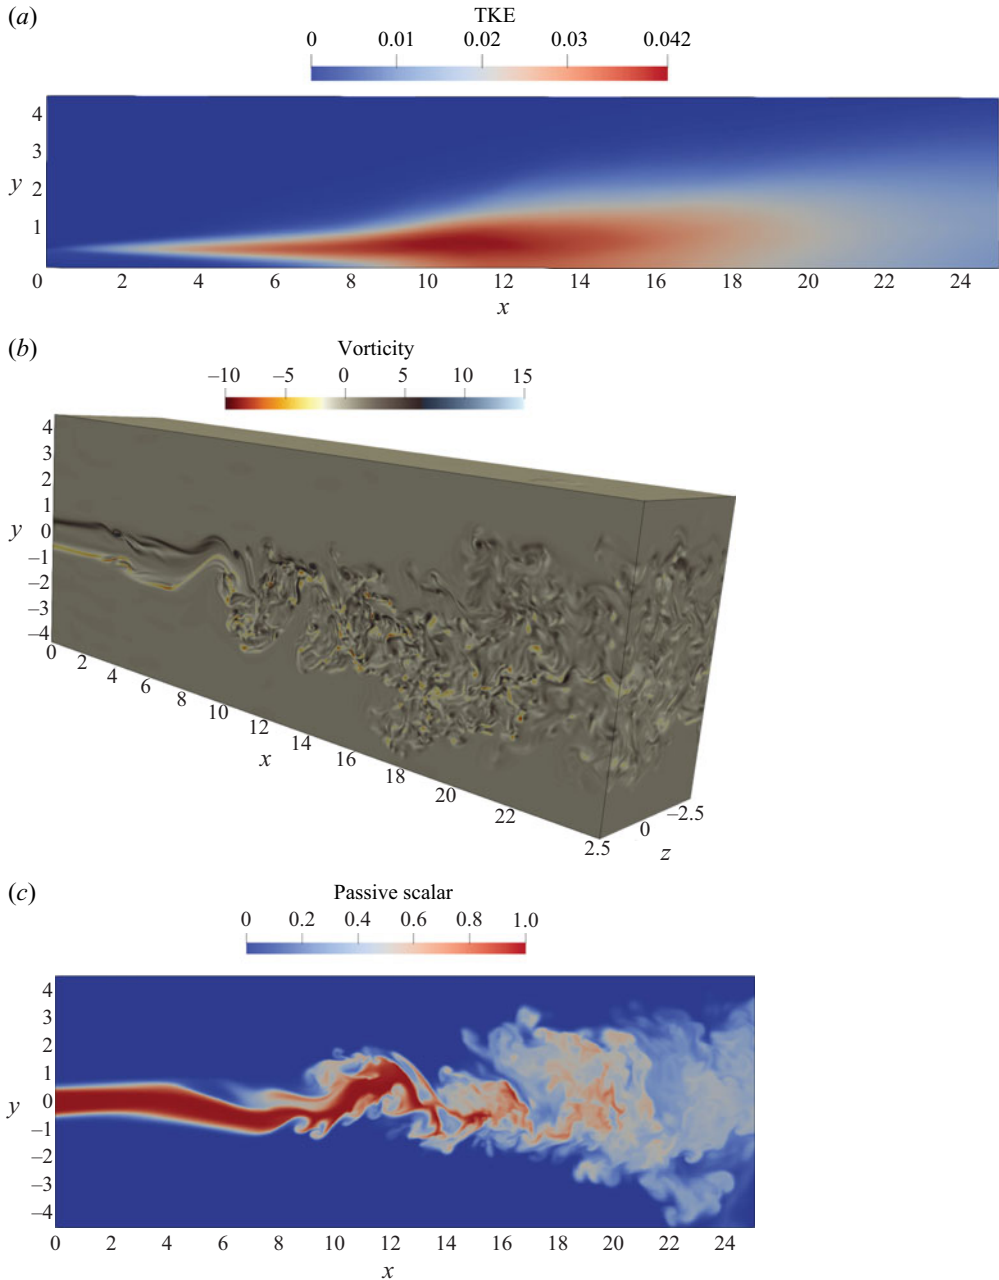 (a)
TKE
0 0.01 0.02 0.03 0.042
4
3
y 2
1
0 2 4 6 8 10 12 14 16 18 20 22 24
x
(b)
Vorticity
–10 –5 0 5 10 15
4
3
2
1
y 0
–1
–2
–3
–4
0 2 4 6 8 10 12 14 16 18 20 22 2.5 0 –2.5
x
z
(c)
Passive scalar
0 0.2 0.4 0.6 0.8 1.0
4
3
2
1
y 0
–1
–2
–3
–4
0 2 4 6 8 10 12 14 16 18 20 22 24
x